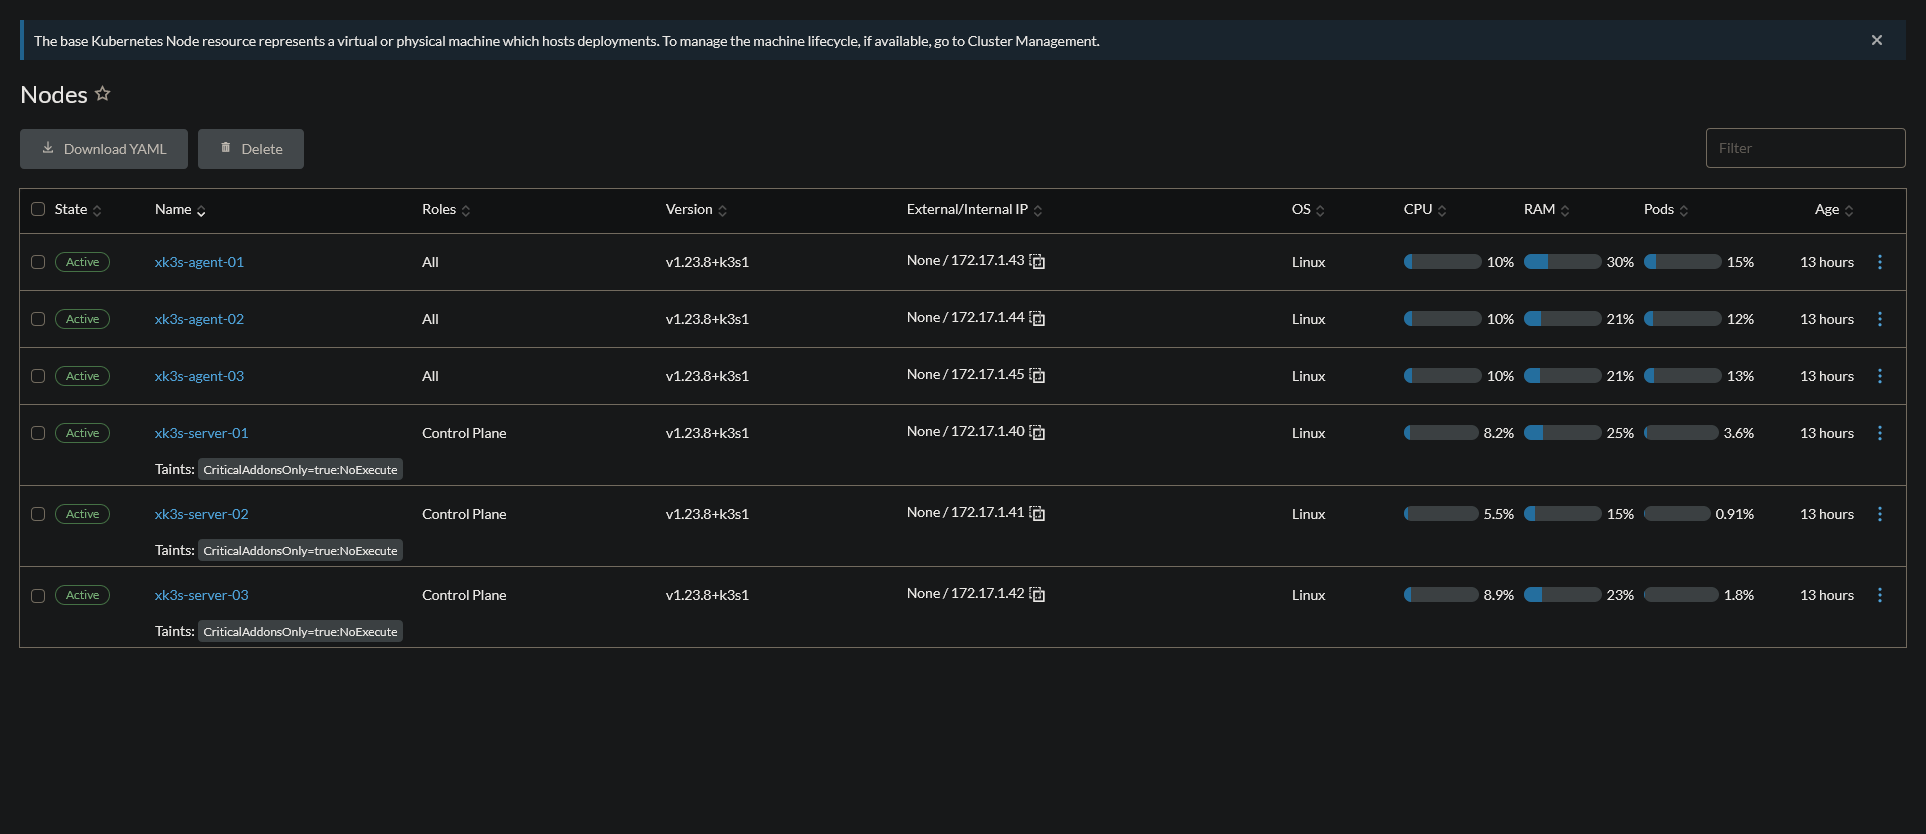 The base Kubernetes Node resource represents a virtual or physical machine which hosts deployments. To manage the machine lifecycle, if available, go to Cluster Management.
Nodes
Download YAML Delete Filter
State Name Roles Version External/Internal IP OS CPU RAM Pods Age
Active xk3s-agent-01 All v1.23.8+k3s1 None / 172.17.1.43 Linux 10% 30% 15% 13 hours
Active xk3s-agent-02 All v1.23.8+k3s1 None / 172.17.1.44 Linux 10% 21% 12% 13 hours
Active xk3s-agent-03 All v1.23.8+k3s1 None / 172.17.1.45 Linux 10% 21% 13% 13 hours
Active xk3s-server-01 Control Plane v1.23.8+k3s1 None / 172.17.1.40 Linux 8.2% 25% 3.6% 13 hours
Taints: CriticalAddonsOnly=true:NoExecute
Active xk3s-server-02 Control Plane v1.23.8+k3s1 None / 172.17.1.41 Linux 5.5% 15% 0.91% 13 hours
Taints: CriticalAddonsOnly=true:NoExecute
Active xk3s-server-03 Control Plane v1.23.8+k3s1 None / 172.17.1.42 Linux 8.9% 23% 1.8% 13 hours
Taints: CriticalAddonsOnly=true:NoExecute